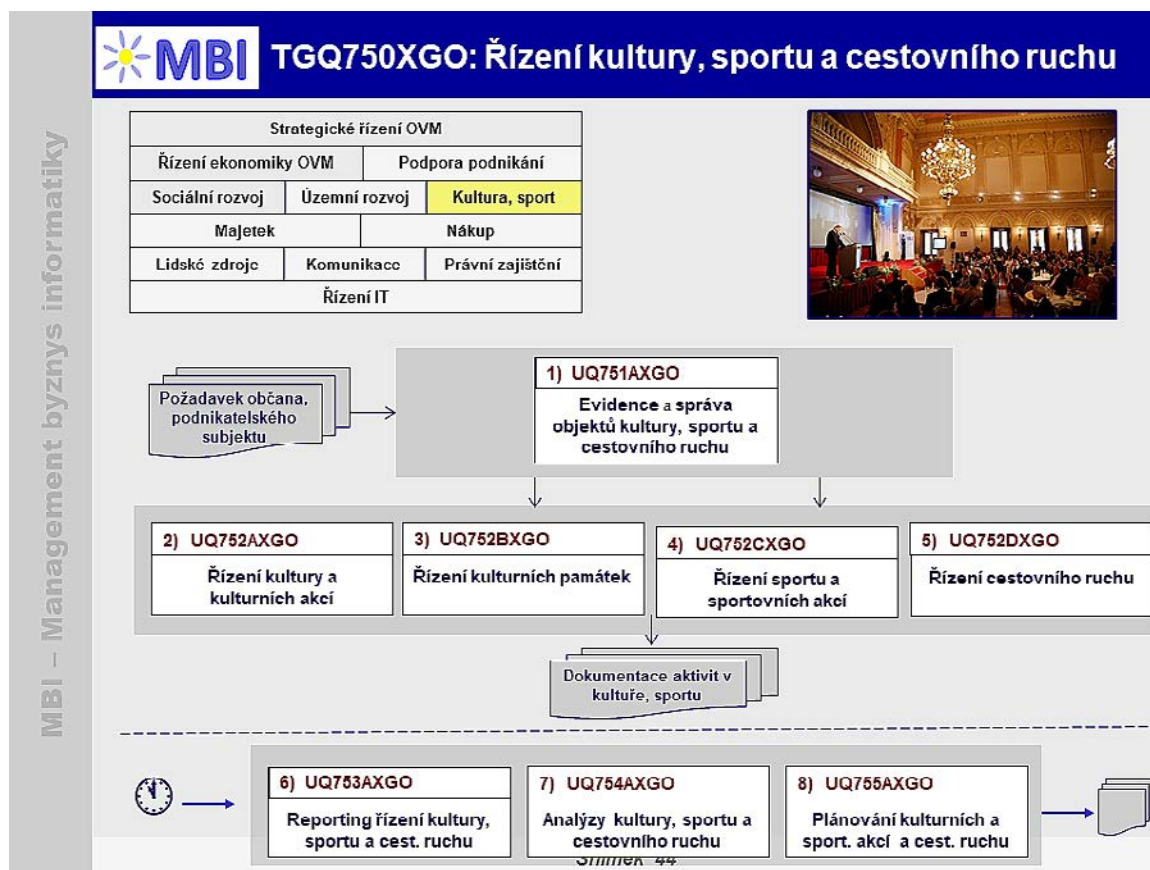 MBI
TGQ750XGO: Řízení kultury, sportu a cestovního ruchu
MBI – Management byznys informatiky
Strategické řízení OVM
Řízení ekonomiky OVM
Podpora podnikání
Sociální rozvoj
Územní rozvoj
Kultura, sport
Majetek
Nákup
Lidské zdroje
Komunikace
Právní zajištění
Řízení IT
Požadavek občana,
podnikatelského
subjektu
1) UQ751AXGO
Evidence a správa
objektů kultury, sportu a
cestovního ruchu
2) UQ752AXGO
Řízení kultury a
kulturních akcí
3) UQ752BXGO
Řízení kulturních památek
4) UQ752CXGO
Řízení sportu a
sportovních akcí
5) UQ752DXGO
Řízení cestovního ruchu
Dokumentace aktivit v
kultuře, sportu
6) UQ753AXGO
Reporting řízení kultury,
sportu a cest. ruchu
7) UQ754AXGO
Analýzy kultury, sportu a
cestovního ruchu
8) UQ755AXGO
Plánování kulturních a
sport. akcí a cest. ruchu
Snímek 44